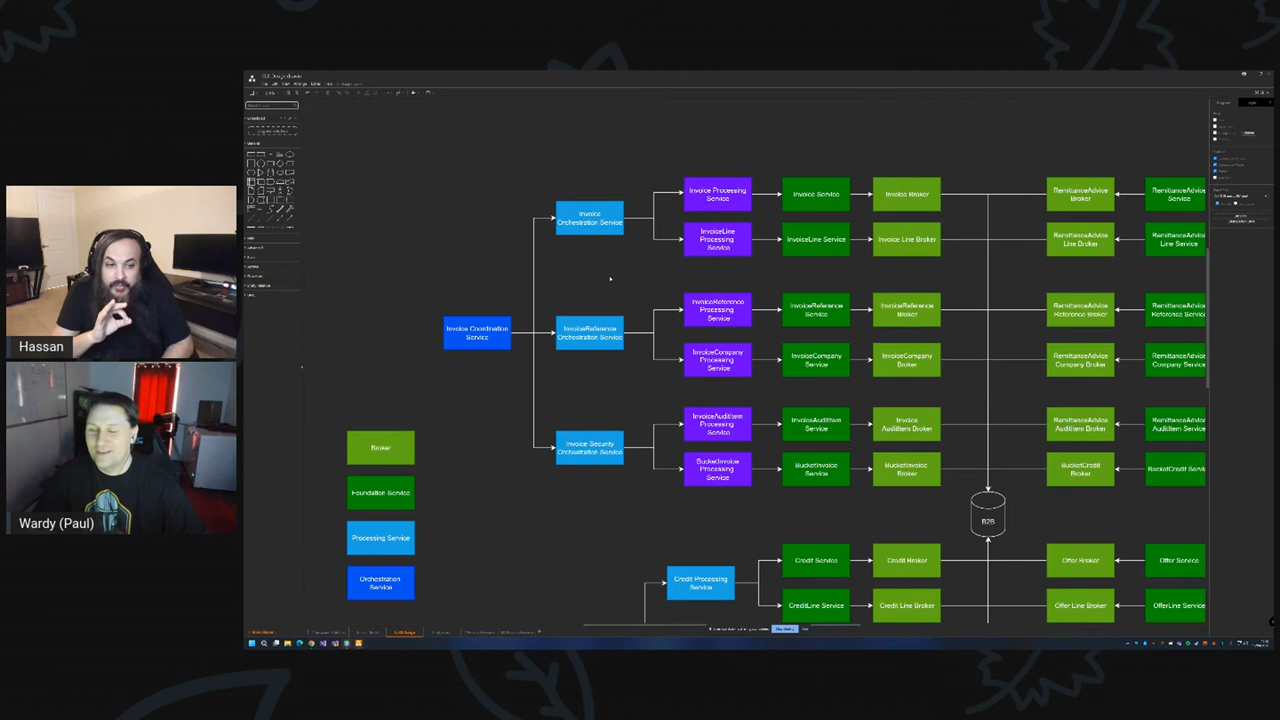 Hassan
Wardy (Paul)
Invoice Coordination
Service
Invoice
Orchestration Service
InvoiceReference
Orchestration Service
Invoice Security
Orchestration Service
Invoice Processing
Service
Invoice Service
Invoice Broker
RemittanceAdvice
Broker
RemittanceAdvice
Service
InvoiceLine
Processing
Service
InvoiceLine Service
Invoice Line Broker
RemittanceAdvice
Line Broker
RemittanceAdvice
Line Service
InvoiceReference
Processing
Service
InvoiceReference
Service
InvoiceReference
Broker
RemittanceAdvice
Reference Broker
RemittanceAdvice
Reference Service
InvoiceCompany
Processing
Service
InvoiceCompany
Service
InvoiceCompany
Broker
RemittanceAdvice
Company Broker
RemittanceAdvice
Company Service
InvoiceAuditItem
Processing
Service
InvoiceAuditItem
Service
Invoice
AuditItem Broker
RemittanceAdvice
AuditItem Broker
RemittanceAdvice
AuditItem Service
BucketInvoice
Processing
Service
BucketInvoice
Service
BucketInvoice
Broker
BucketCredit
Broker
BucketCredit Servic
B2B
Credit Processing
Service
Credit Service
Credit Broker
Offer Broker
Offer Service
CreditLine Service
Credit Line Broker
Offer Line Broker
OfferLine Service
Broker
Foundation Service
Processing Service
Orchestration
Service